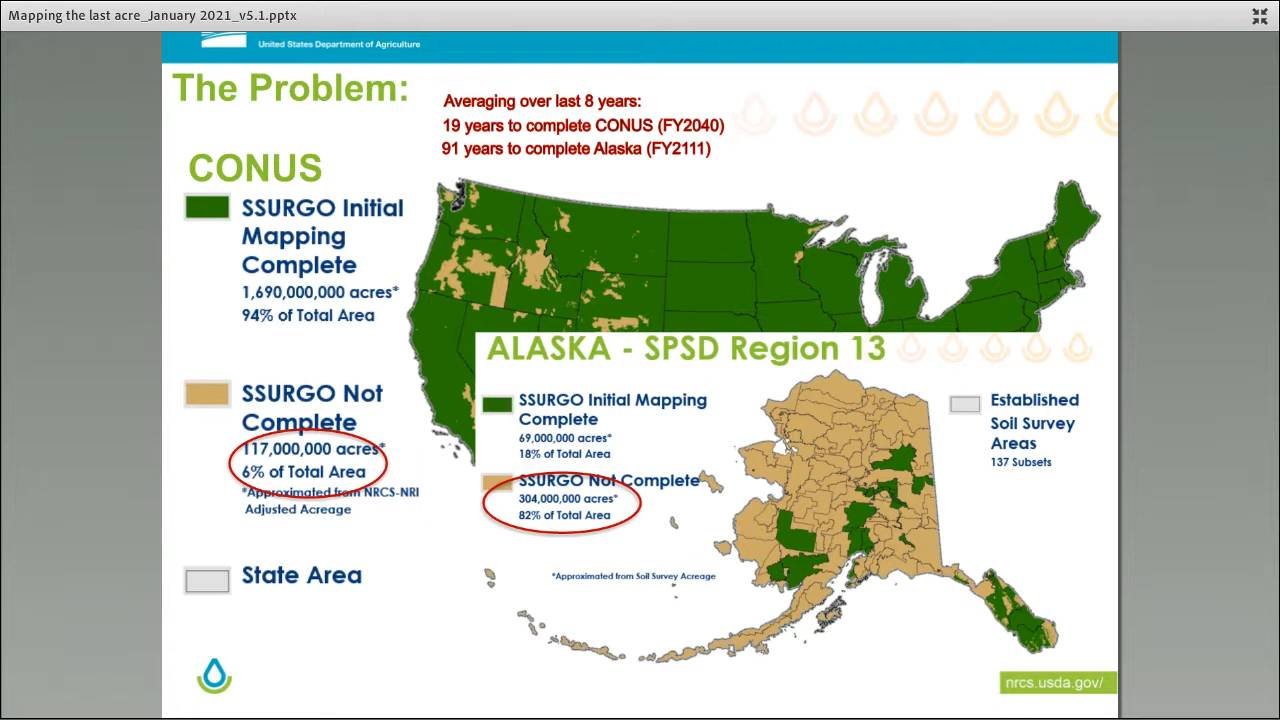 Mapping the last acre_January 2021_v5.1.pptx
United States Department of Agriculture
The Problem:
Averaging over last 8 years:
19 years to complete CONUS (FY2040)
91 years to complete Alaska (FY2111)
CONUS
SSURGO Initial
Mapping
Complete
1,690,000,000 acres*
94% of Total Area
SSURGO Not
Complete
117,000,000 acres*
6% of Total Area
*Approximated from NRCS-NRI
Adjusted Acreage
State Area
ALASKA - SPSD Region 13
SSURGO Initial Mapping
Complete
69,000,000 acres*
18% of Total Area
SSURGO Not Complete
304,000,000 acres*
82% of Total Area
*Approximated from Soil Survey Acreage
Established
Soil Survey
Areas
137 Subsets
nrcs.usda.gov/